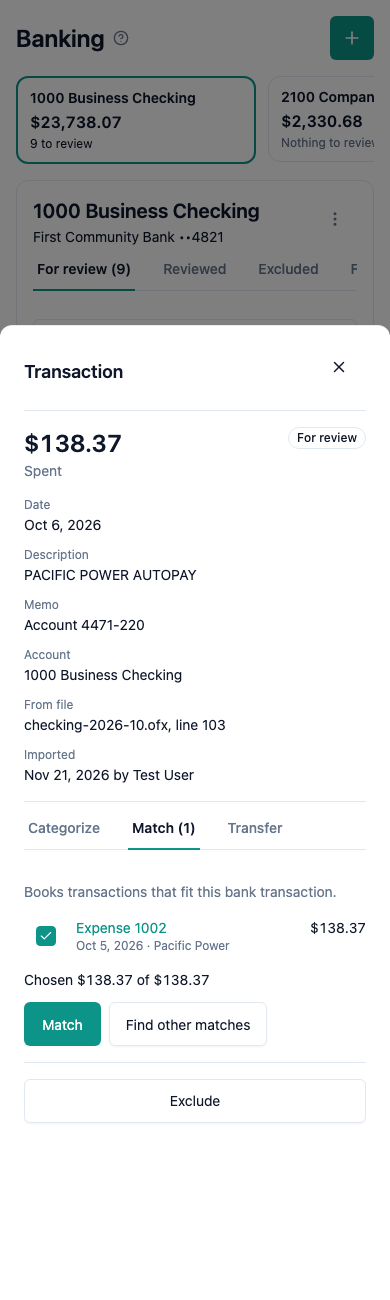 Banking
1000 Business Checking
$23,738.07
9 to review
2100 Compan
$2,330.68
Nothing to review
1000 Business Checking
First Community Bank ··4821
For review (9) Reviewed Excluded F
Transaction
$138.37
For review
Spent
Date
Oct 6, 2026
Description
PACIFIC POWER AUTOPAY
Memo
Account 4471-220
Account
1000 Business Checking
From file
checking-2026-10.ofx, line 103
Imported
Nov 21, 2026 by Test User
Categorize Match (1) Transfer
Books transactions that fit this bank transaction.
Expense 1002 $138.37
Oct 5, 2026 · Pacific Power
Chosen $138.37 of $138.37
Match Find other matches
Exclude